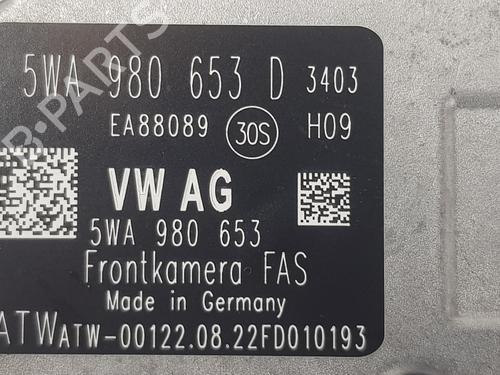 5WA 980 653 D 3403
EA88089 30S H09
VW AG
5WA 980 653
Frontkamera FAS
Made in Germany
ATW ATW-00122.08.22FD010193